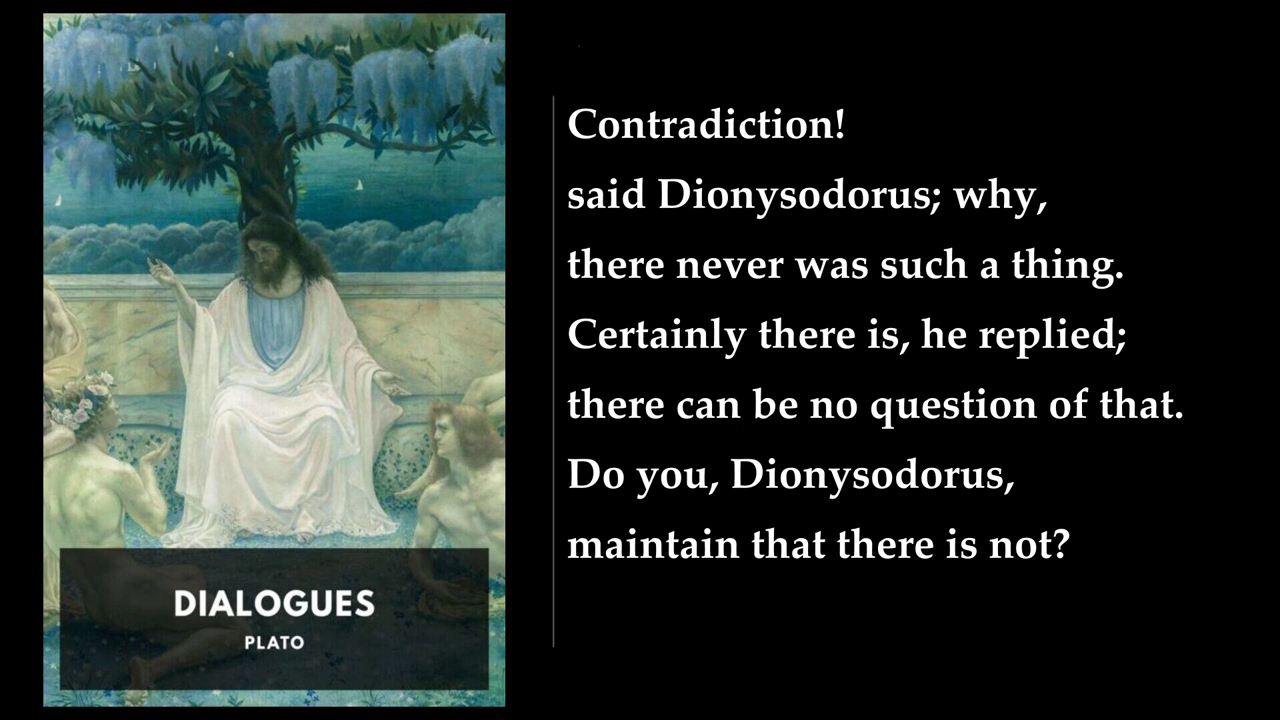 DIALOGUES
PLATO
Contradiction!
said Dionysodorus; why,
there never was such a thing.
Certainly there is, he replied;
there can be no question of that.
Do you, Dionysodorus,
maintain that there is not?